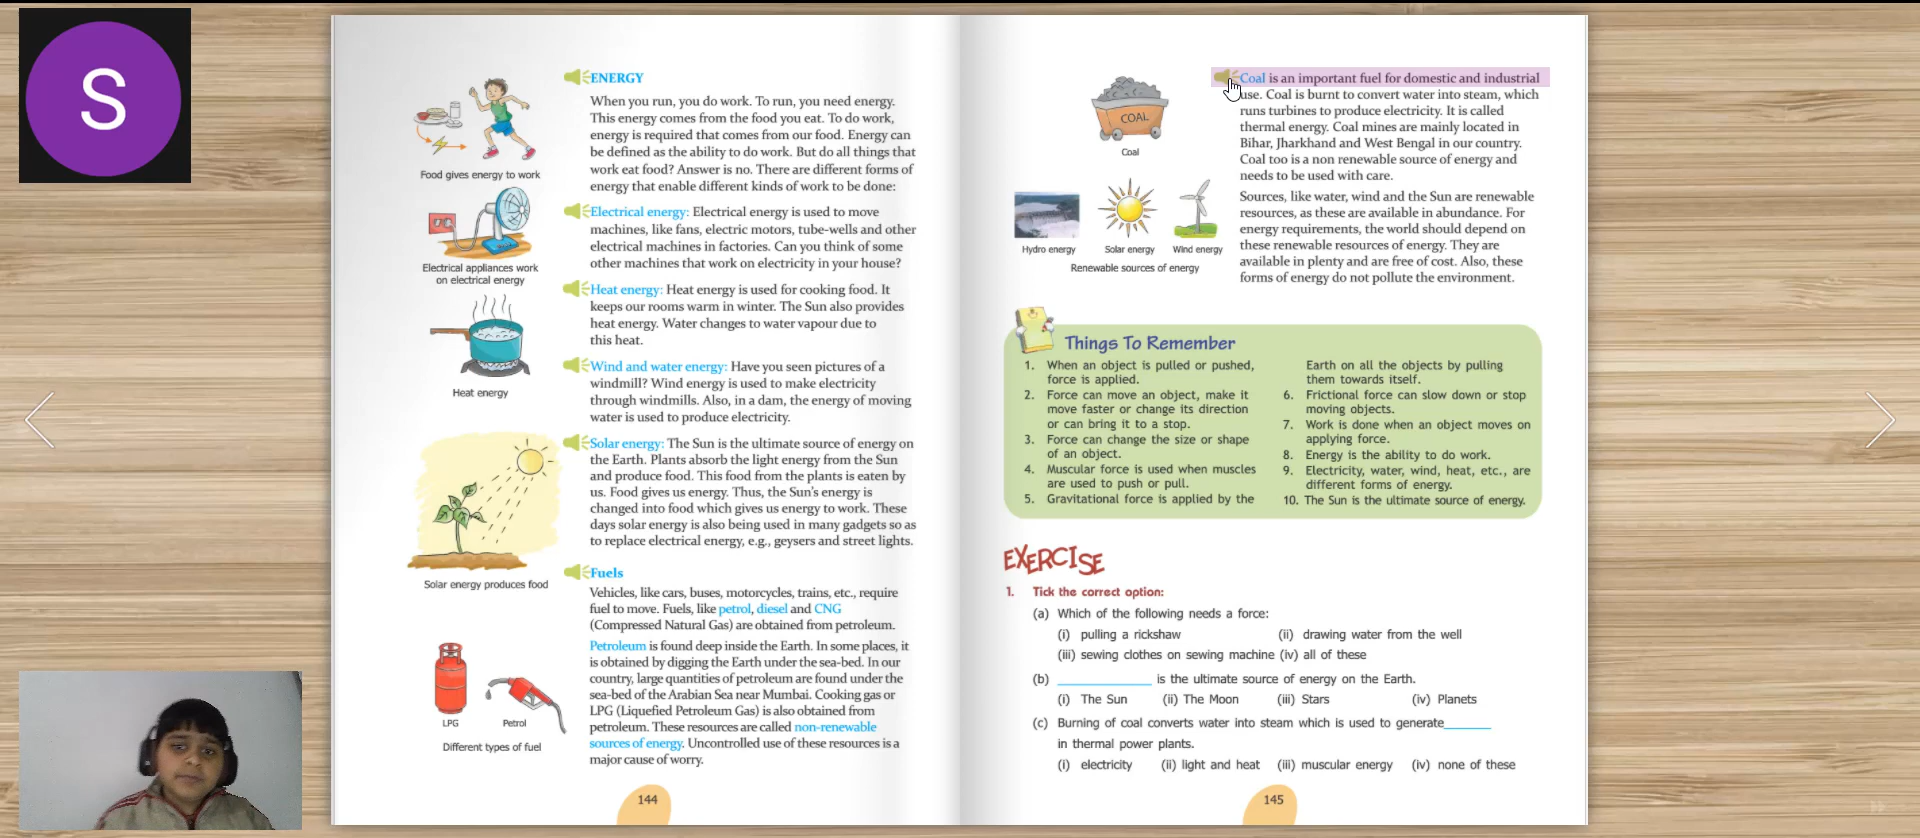 S
ENERGY
When you run, you do work. To run, you need energy.
This energy comes from the food you eat. To do work,
energy is required that comes from our food. Energy can
be defined as the ability to do work. But do all things that
work eat food? Answer is no. There are different forms of
energy that enable different kinds of work to be done:
Food gives energy to work
Electrical energy: Electrical energy is used to move
machines, like fans, electric motors, tube-wells and other
electrical machines in factories. Can you think of some
other machines that work on electricity in your house?
Electrical appliances work
on electrical energy
Heat energy: Heat energy is used for cooking food. It
keeps our rooms warm in winter. The Sun also provides
heat energy. Water changes to water vapour due to
this heat.
Heat energy
Wind and water energy: Have you seen pictures of a
windmill? Wind energy is used to make electricity
through windmills. Also, in a dam, the energy of moving
water is used to produce electricity.
Solar energy: The Sun is the ultimate source of energy on
the Earth. Plants absorb the light energy from the Sun
and produce food. This food from the plants is eaten by
us. Food gives us energy. Thus, the Sun's energy is
changed into food which gives us energy to work. These
days solar energy is also being used in many gadgets so as
to replace electrical energy, e.g., geysers and street lights.
Solar energy produces food
Fuels
Vehicles, like cars, buses, motorcycles, trains, etc., require
fuel to move. Fuels, like petrol, diesel and CNG
(Compressed Natural Gas) are obtained from petroleum.
Petroleum is found deep inside the Earth. In some places, it
is obtained by digging the Earth under the sea-bed. In our
country, large quantities of petroleum are found under the
sea-bed of the Arabian Sea near Mumbai. Cooking gas or
LPG (Liquefied Petroleum Gas) is also obtained from
petroleum. These resources are called non-renewable
sources of energy. Uncontrolled use of these resources is a
major cause of worry.
LPG
Petrol
Different types of fuel
144
COAL
Coal
Coal is an important fuel for domestic and industrial
use. Coal is burnt to convert water into steam, which
runs turbines to produce electricity. It is called
thermal energy. Coal mines are mainly located in
Bihar, Jharkhand and West Bengal in our country.
Coal too is a non renewable source of energy and
needs to be used with care.
Sources, like water, wind and the Sun are renewable
resources, as these are available in abundance. For
energy requirements, the world should depend on
these renewable resources of energy. They are
available in plenty and are free of cost. Also, these
forms of energy do not pollute the environment.
Hydro energy
Solar energy
Wind energy
Renewable sources of energy
Things To Remember
1. When an object is pulled or pushed,
force is applied.
2. Force can move an object, make it
move faster or change its direction
or can bring it to a stop.
3. Force can change the size or shape
of an object.
4. Muscular force is used when muscles
are used to push or pull.
5. Gravitational force is applied by the
Earth on all the objects by pulling
them towards itself.
6. Frictional force can slow down or stop
moving objects.
7. Work is done when an object moves on
applying force.
8. Energy is the ability to do work.
9. Electricity, water, wind, heat, etc., are
different forms of energy.
10. The Sun is the ultimate source of energy.
EXERCISE
1. Tick the correct option:
(a) Which of the following needs a force:
(i) pulling a rickshaw (ii) drawing water from the well
(iii) sewing clothes on sewing machine (iv) all of these
(b) ______________ is the ultimate source of energy on the Earth.
(i) The Sun (ii) The Moon (iii) Stars (iv) Planets
(c) Burning of coal converts water into steam which is used to generate_______
in thermal power plants.
(i) electricity (ii) light and heat (iii) muscular energy (iv) none of these
145